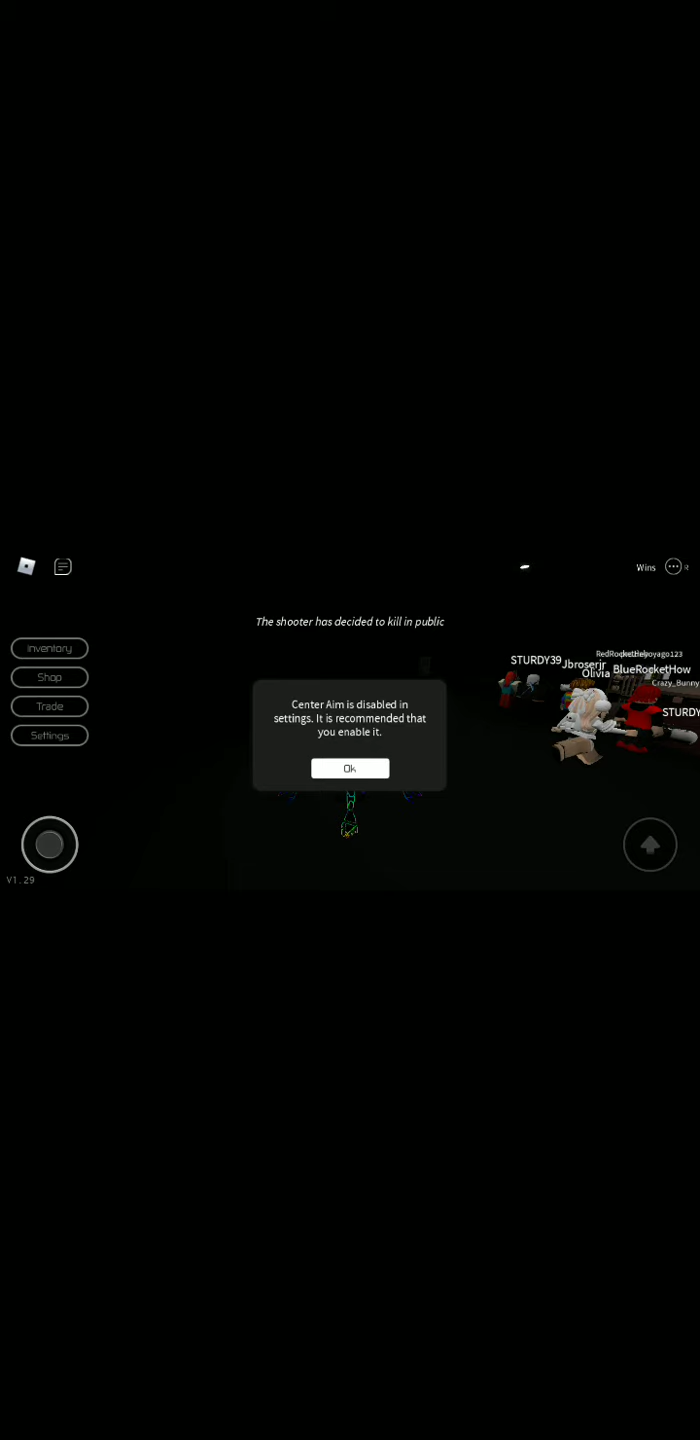 Wins
The shooter has decided to kill in public
Inventory
Shop
Trade
Settings
STURDY39
Jbroserjr
Olivia
BlueRocketHow
Crazy_Bunny
STURDY
Center Aim is disabled in
settings. It is recommended that
you enable it.
Ok
V1.29